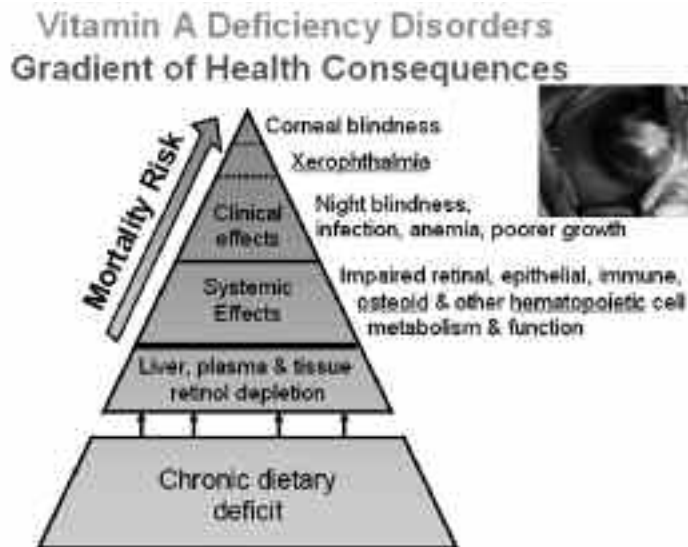 Vitamin A Deficiency Disorders
Gradient of Health Consequences
Mortality Risk
Corneal blindness
Xerophthalmia
Clinical
effects
Night blindness,
infection, anemia, poorer growth
Systemic
Effects
Impaired retinal, epithelial, immune,
osteoid & other hematopoietic cell
metabolism & function
Liver, plasma & tissue
retinol depletion
Chronic dietary
deficit